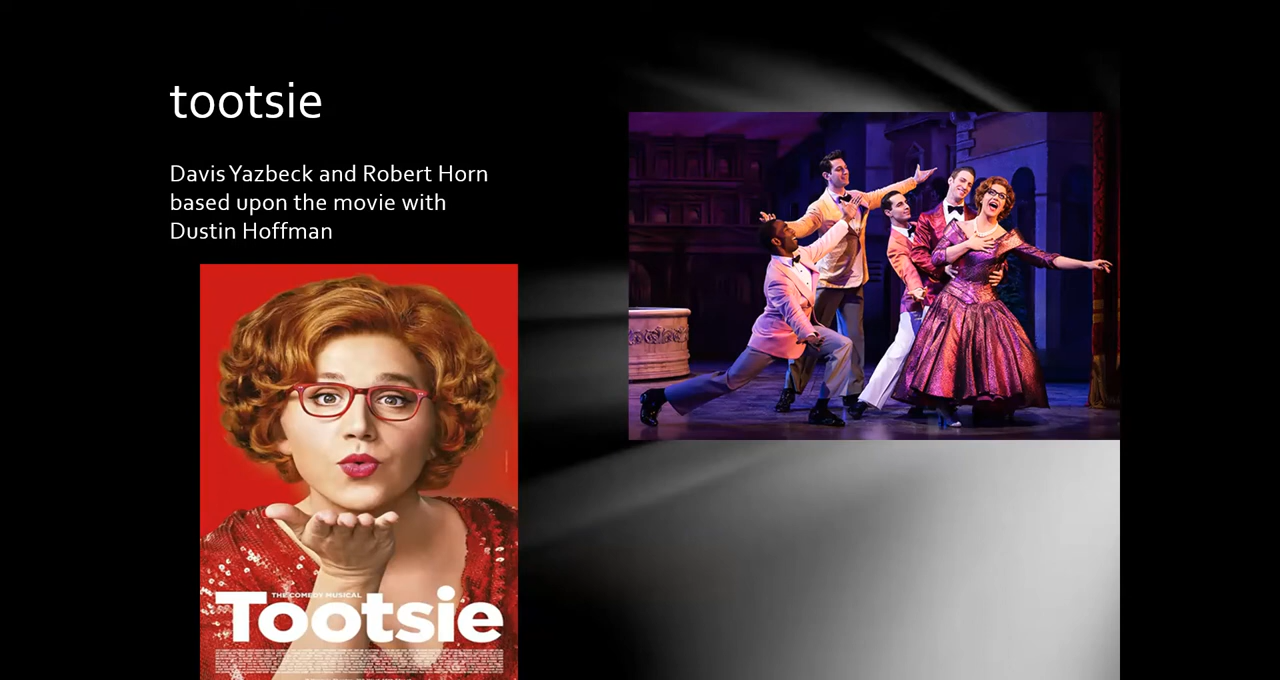 tootsie
Davis Yazbeck and Robert Horn
based upon the movie with
Dustin Hoffman
THE COMEDY MUSICAL
Tootsie